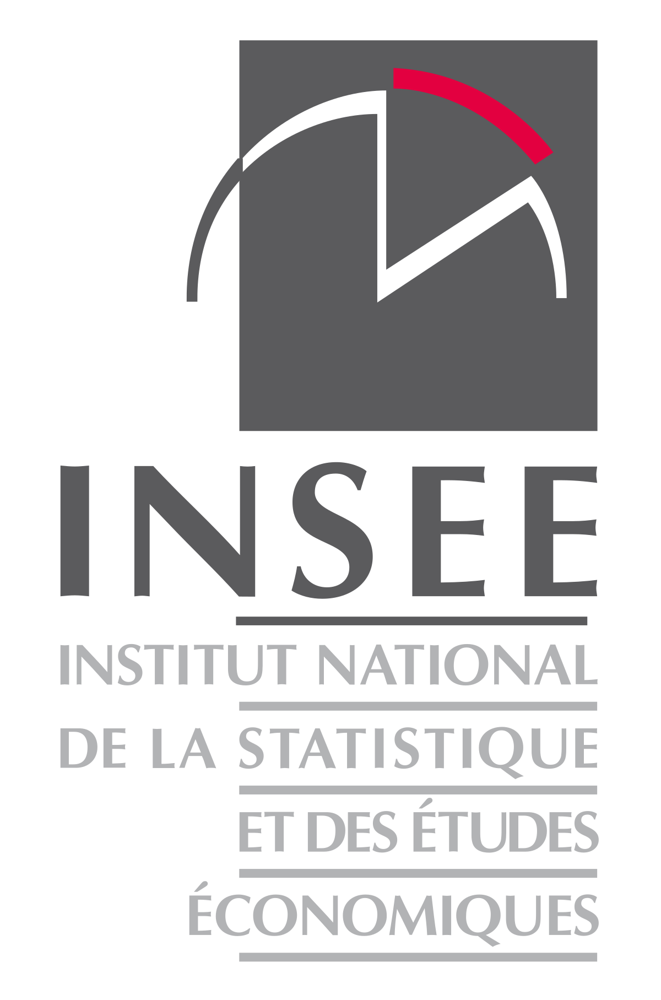 INSEE
INSTITUT NATIONAL
DE LA STATISTIQUE
ET DES ÉTUDES
ÉCONOMIQUES